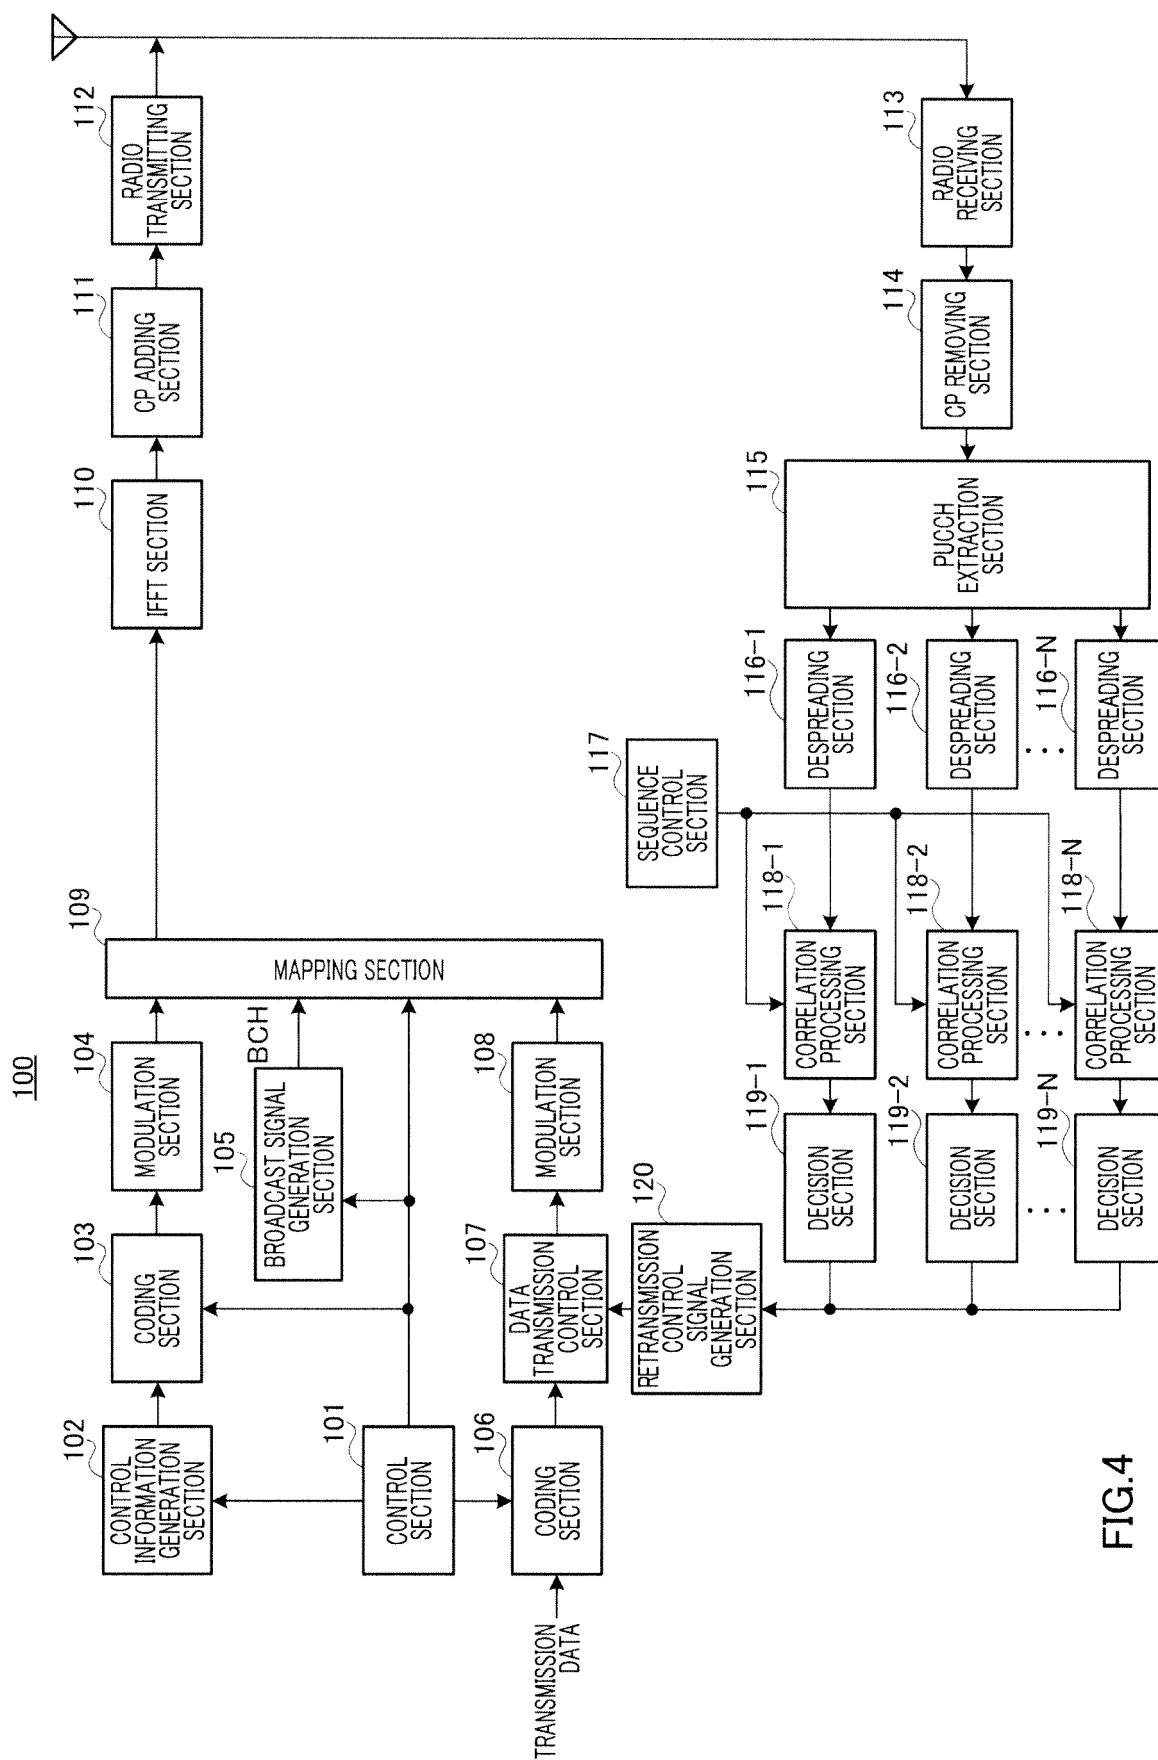 100
102
CONTROL
INFORMATION
GENERATION
SECTION
103
CODING
SECTION
104
MODULATION
SECTION
109
MAPPING SECTION
110
IFFT SECTION
111
CP ADDING
SECTION
112
RADIO
TRANSMITTING
SECTION
105
BROADCAST SIGNAL
GENERATION
SECTION
BCH
101
CONTROL
SECTION
TRANSMISSION
DATA
106
CODING
SECTION
107
DATA
TRANSMISSION
CONTROL
SECTION
108
MODULATION
SECTION
120
RETRANSMISSION
CONTROL
SIGNAL
GENERATION
SECTION
117
SEQUENCE
CONTROL
SECTION
119-1
DECISION
SECTION
118-1
CORRELATION
PROCESSING
SECTION
116-1
DESPREADING
SECTION
115
PUCCH
EXTRACTION
SECTION
114
CP REMOVING
SECTION
113
RADIO
RECEIVING
SECTION
119-2
DECISION
SECTION
118-2
CORRELATION
PROCESSING
SECTION
116-2
DESPREADING
SECTION
...
...
...
119-N
DECISION
SECTION
118-N
CORRELATION
PROCESSING
SECTION
116-N
DESPREADING
SECTION
FIG.4